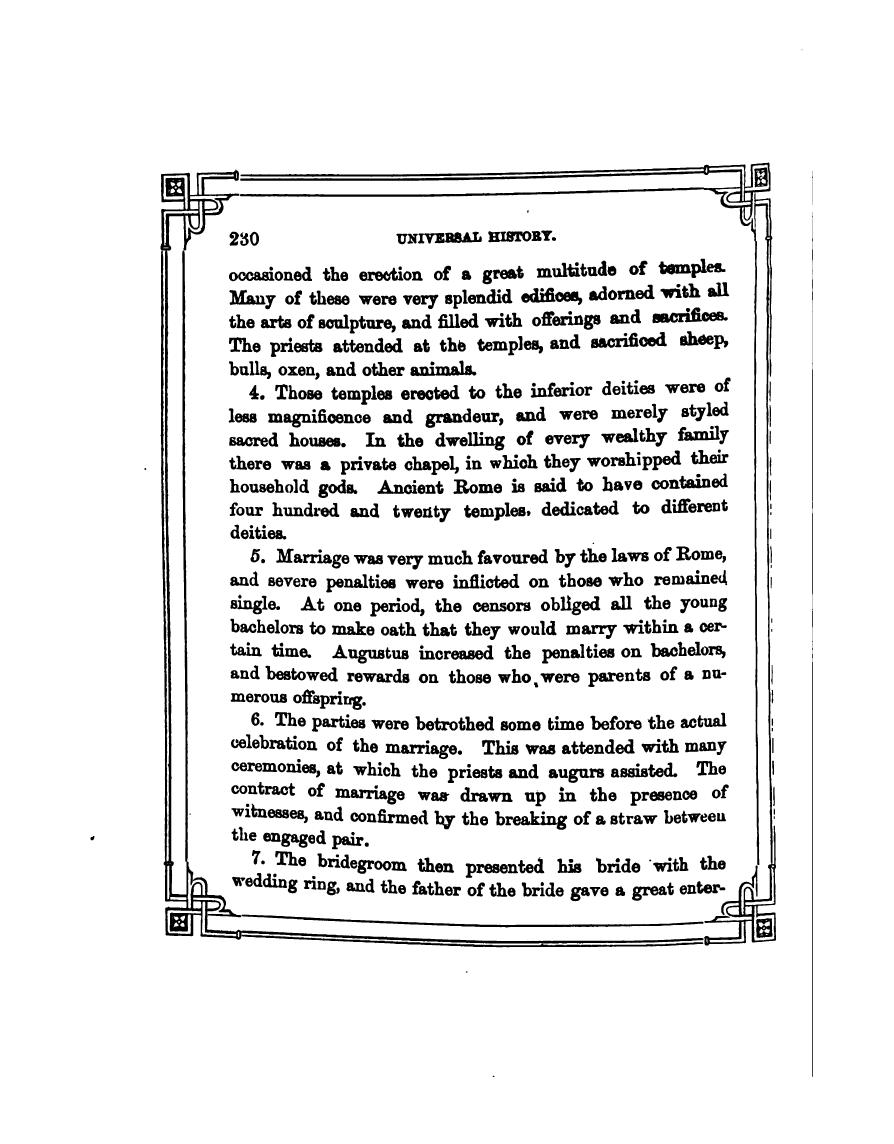 230 UNIVERSAL HISTORY.
occasioned the erection of a great multitude of temples.
Many of these were very splendid edifices, adorned with all
the arts of sculpture, and filled with offerings and sacrifices.
The priests attended at the temples, and sacrificed sheep,
bulls, oxen, and other animals.
4. Those temples erected to the inferior deities were of
less magnificence and grandeur, and were merely styled
sacred houses. In the dwelling of every wealthy family
there was a private chapel, in which they worshipped their
household gods. Ancient Rome is said to have contained
four hundred and twenty temples, dedicated to different
deities.
5. Marriage was very much favoured by the laws of Rome,
and severe penalties were inflicted on those who remained
single. At one period, the censors obliged all the young
bachelors to make oath that they would marry within a cer-
tain time. Augustus increased the penalties on bachelors,
and bestowed rewards on those who were parents of a nu-
merous offspring.
6. The parties were betrothed some time before the actual
celebration of the marriage. This was attended with many
ceremonies, at which the priests and augurs assisted. The
contract of marriage was drawn up in the presence of
witnesses, and confirmed by the breaking of a straw between
the engaged pair.
7. The bridegroom then presented his bride with the
wedding ring, and the father of the bride gave a great enter-